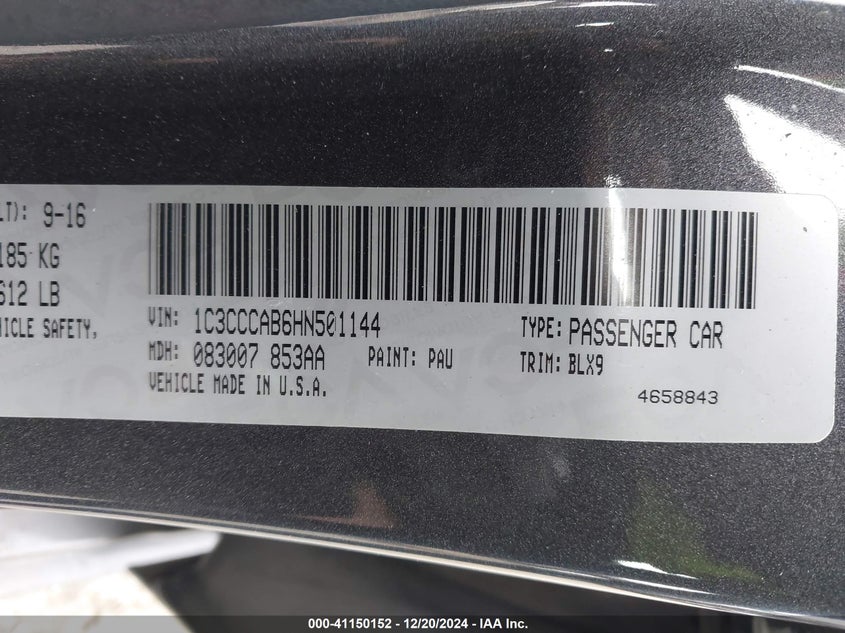 LT): 9-16
185 KG
612 LB
HICLE SAFETY,
VIN: 1C3CCCAB6HN501144
TYPE: PASSENGER CAR
MDH: 083007 853AA
PAINT: PAU
TRIM: BLX9
VEHICLE MADE IN U.S.A.
4658843
000-41150152 - 12/20/2024 - IAA Inc.